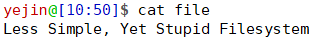 yejin@[10:50]$ cat file
Less Simple, Yet Stupid Filesystem